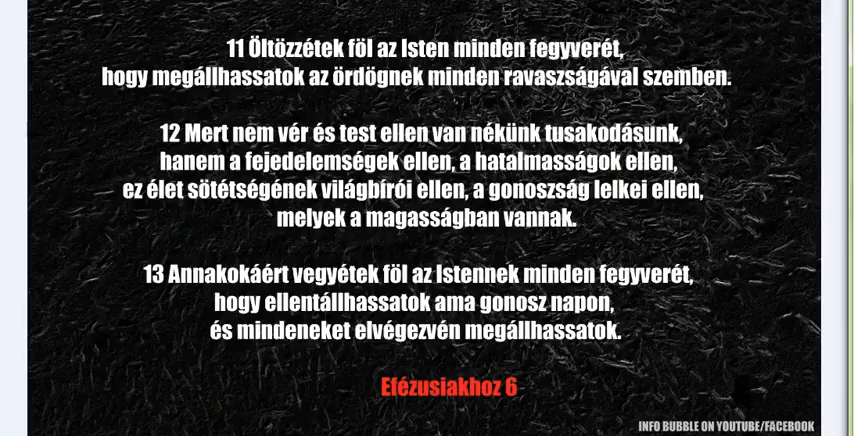 11 Öltözzétek föl az Isten minden fegyverét,
hogy megállhassatok az ördögnek minden ravaszságával szemben.
12 Mert nem vér és test ellen van nékünk tusakodásunk,
hanem a fejedelemségek ellen, a hatalmasságok ellen,
ez élet sötétségének világbírói ellen, a gonoszság lelkei ellen,
melyek a magasságban vannak.
13 Annakokáért vegyétek föl az Istennek minden fegyverét,
hogy ellentállhassatok ama gonosz napon,
és mindeneket elvégezvén megállhassatok.
Efézusiakhoz 6
INFO BUBBLE ON YOUTUBE/FACEBOOK